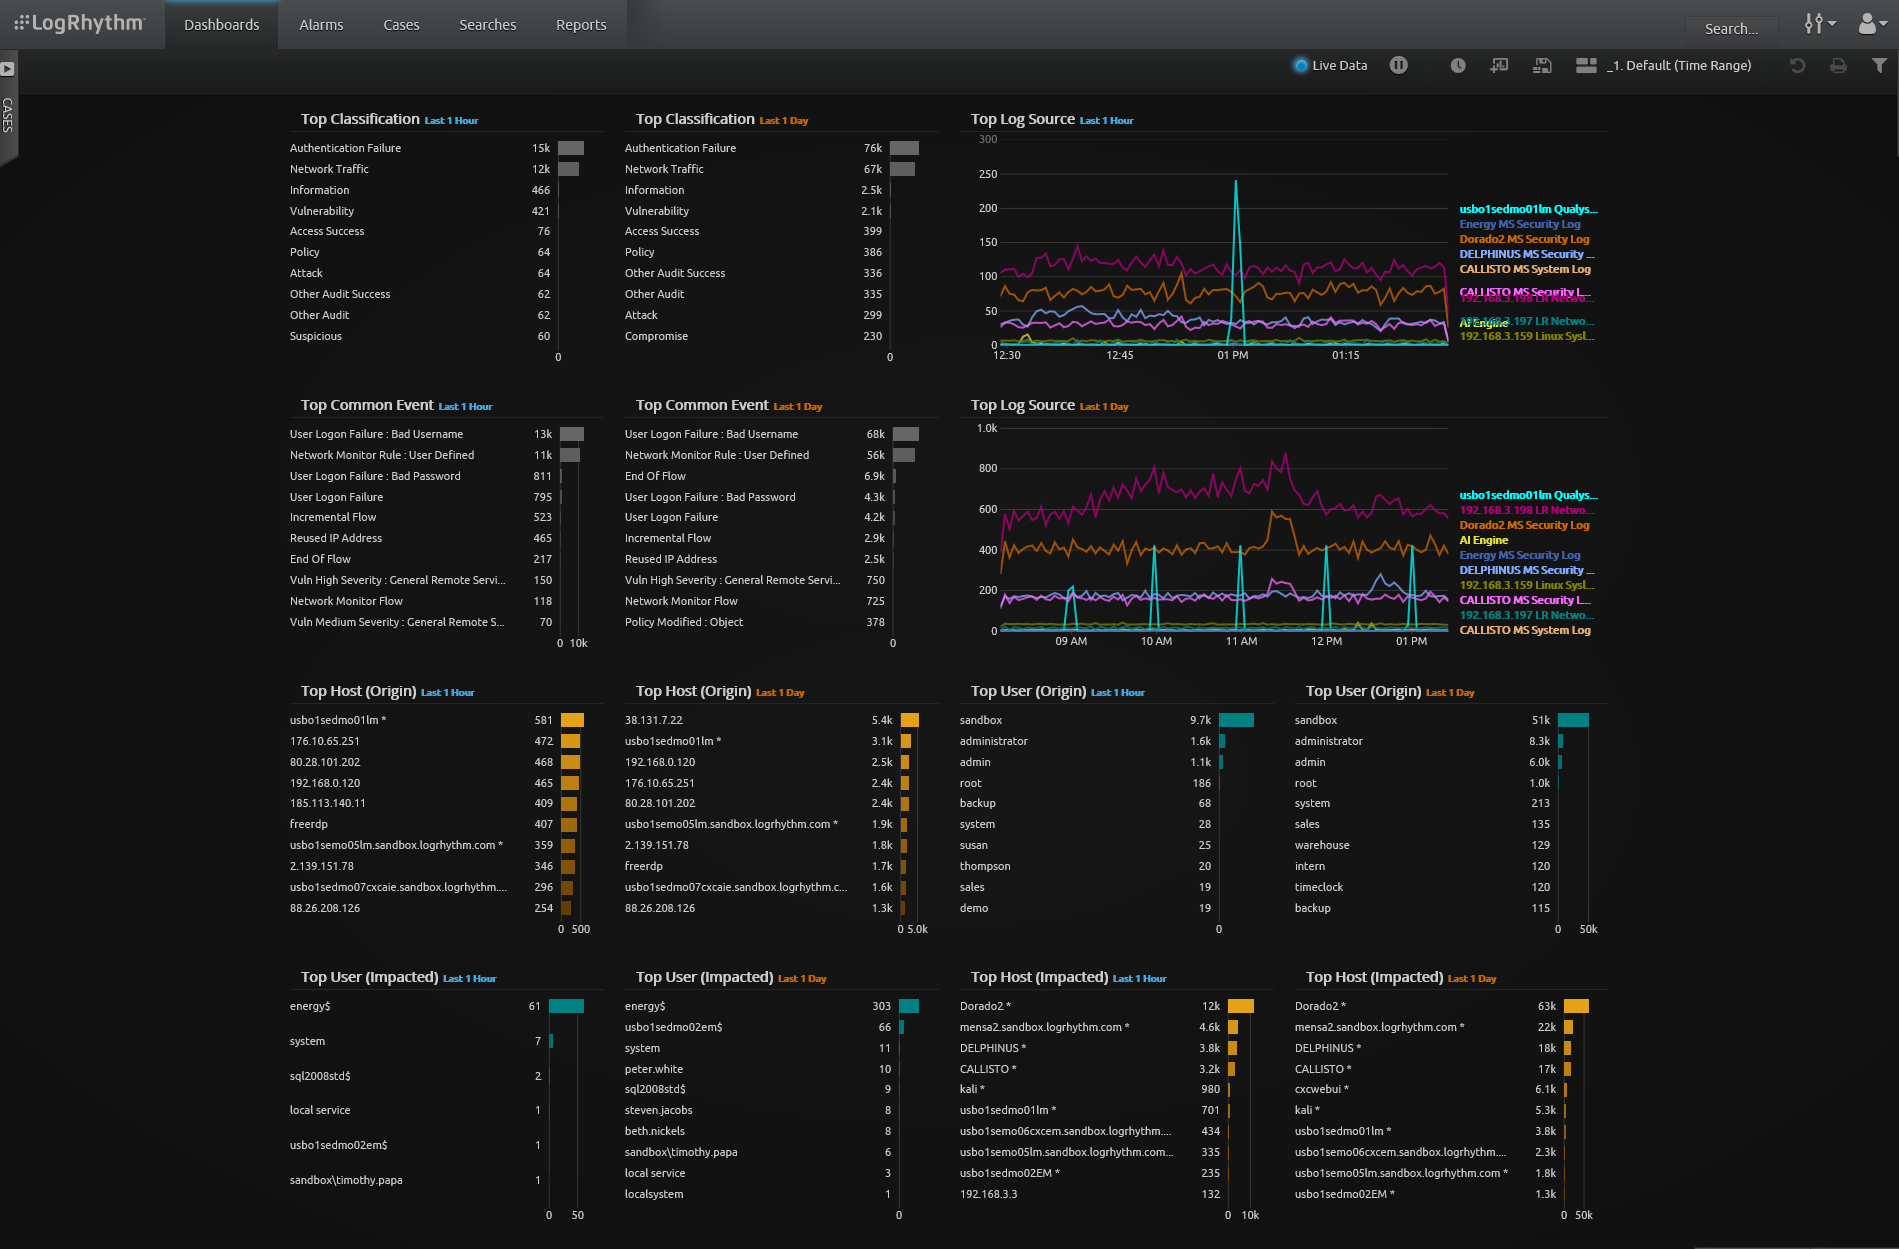 LogRhythm
Dashboards
Alarms
Cases
Searches
Reports
Search...
CASES
Live Data
_1. Default (Time Range)
Top Classification Last 1 Hour
Authentication Failure 15k
Network Traffic 12k
Information 466
Vulnerability 421
Access Success 76
Policy 64
Attack 64
Other Audit Success 62
Other Audit 62
Suspicious 60
0
Top Classification Last 1 Day
Authentication Failure 76k
Network Traffic 67k
Information 2.5k
Vulnerability 2.1k
Access Success 399
Policy 386
Other Audit Success 336
Other Audit 335
Attack 299
Compromise 230
0
Top Log Source Last 1 Hour
300
250
200
150
100
50
0
12:30 12:45 01 PM 01:15
usbo1sedmo01lm Qualys...
Energy MS Security Log
Dorado2 MS Security Log
DELPHINUS MS Security ...
CALLISTO MS System Log
CALLISTO MS Security L...
192.168.3.198 LR Netwo...
192.168.3.197 LR Netwo...
AI Engine
192.168.3.159 Linux Sysl...
Top Common Event Last 1 Hour
User Logon Failure : Bad Username 13k
Network Monitor Rule : User Defined 11k
User Logon Failure : Bad Password 811
User Logon Failure 795
Incremental Flow 523
Reused IP Address 465
End Of Flow 217
Vuln High Severity : General Remote Servi... 150
Network Monitor Flow 118
Vuln Medium Severity : General Remote S... 70
0 10k
Top Common Event Last 1 Day
User Logon Failure : Bad Username 68k
Network Monitor Rule : User Defined 56k
End Of Flow 6.9k
User Logon Failure : Bad Password 4.3k
User Logon Failure 4.2k
Incremental Flow 2.9k
Reused IP Address 2.5k
Vuln High Severity : General Remote Servi... 750
Network Monitor Flow 725
Policy Modified : Object 378
0
Top Log Source Last 1 Day
1.0k
800
600
400
200
0
09 AM 10 AM 11 AM 12 PM 01 PM
usbo1sedmo01lm Qualys...
192.168.3.198 LR Netwo...
Dorado2 MS Security Log
AI Engine
Energy MS Security Log
DELPHINUS MS Security ...
192.168.3.159 Linux Sysl...
CALLISTO MS Security L...
192.168.3.197 LR Netwo...
CALLISTO MS System Log
Top Host (Origin) Last 1 Hour
usbo1sedmo01lm * 581
176.10.65.251 472
80.28.101.202 468
192.168.0.120 465
185.113.140.11 409
freerdp 407
usbo1semo05lm.sandbox.logrhythm.com * 359
2.139.151.78 346
usbo1sedmo07cxcaie.sandbox.logrhythm.... 296
88.26.208.126 254
0 500
Top Host (Origin) Last 1 Day
38.131.7.22 5.4k
usbo1sedmo01lm * 3.1k
192.168.0.120 2.5k
176.10.65.251 2.4k
80.28.101.202 2.4k
usbo1semo05lm.sandbox.logrhythm.com * 1.9k
2.139.151.78 1.8k
freerdp 1.7k
usbo1sedmo07cxcaie.sandbox.logrhythm.c... 1.6k
88.26.208.126 1.3k
0 5.0k
Top User (Origin) Last 1 Hour
sandbox 9.7k
administrator 1.6k
admin 1.1k
root 186
backup 68
system 28
susan 25
thompson 20
sales 19
demo 19
0
Top User (Origin) Last 1 Day
sandbox 51k
administrator 8.3k
admin 6.0k
root 1.0k
system 213
sales 135
warehouse 129
intern 120
timeclock 120
backup 115
0 50k
Top User (Impacted) Last 1 Hour
energy$ 61
system 7
sql2008std$ 2
local service 1
usbo1sedmo02em$ 1
sandbox\timothy.papa 1
0 50
Top User (Impacted) Last 1 Day
energy$ 303
usbo1sedmo02em$ 66
system 11
peter.white 10
sql2008std$ 9
steven.jacobs 8
beth.nickels 8
sandbox\timothy.papa 6
local service 3
localsystem 1
0
Top Host (Impacted) Last 1 Hour
Dorado2 * 12k
mensa2.sandbox.logrhythm.com * 4.6k
DELPHINUS * 3.8k
CALLISTO * 3.2k
kali * 980
usbo1sedmo01lm * 701
usbo1semo06cxcem.sandbox.logrhythm.... 434
usbo1semo05lm.sandbox.logrhythm.com... 335
usbo1sedmo02EM * 235
192.168.3.3 132
0 10k
Top Host (Impacted) Last 1 Day
Dorado2 * 63k
mensa2.sandbox.logrhythm.com * 22k
DELPHINUS * 18k
CALLISTO * 17k
cxcwebui * 6.1k
kali * 5.3k
usbo1sedmo01lm * 3.8k
usbo1semo06cxcem.sandbox.logrhythm.... 2.3k
usbo1semo05lm.sandbox.logrhythm.com * 1.8k
usbo1sedmo02EM * 1.3k
0 50k